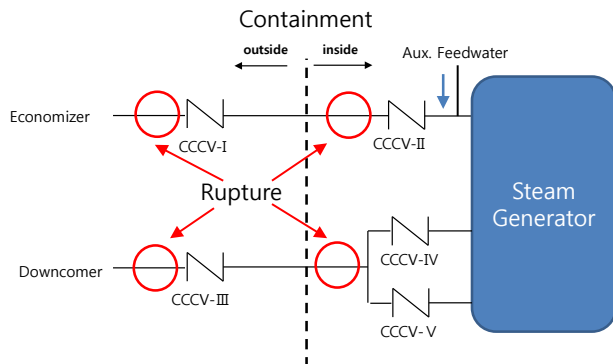 Containment
outside
inside
Aux. Feedwater
Economizer
CCCV-Ⅰ
CCCV-Ⅱ
Rupture
Steam
Generator
Downcomer
CCCV-Ⅲ
CCCV-Ⅳ
CCCV-Ⅴ